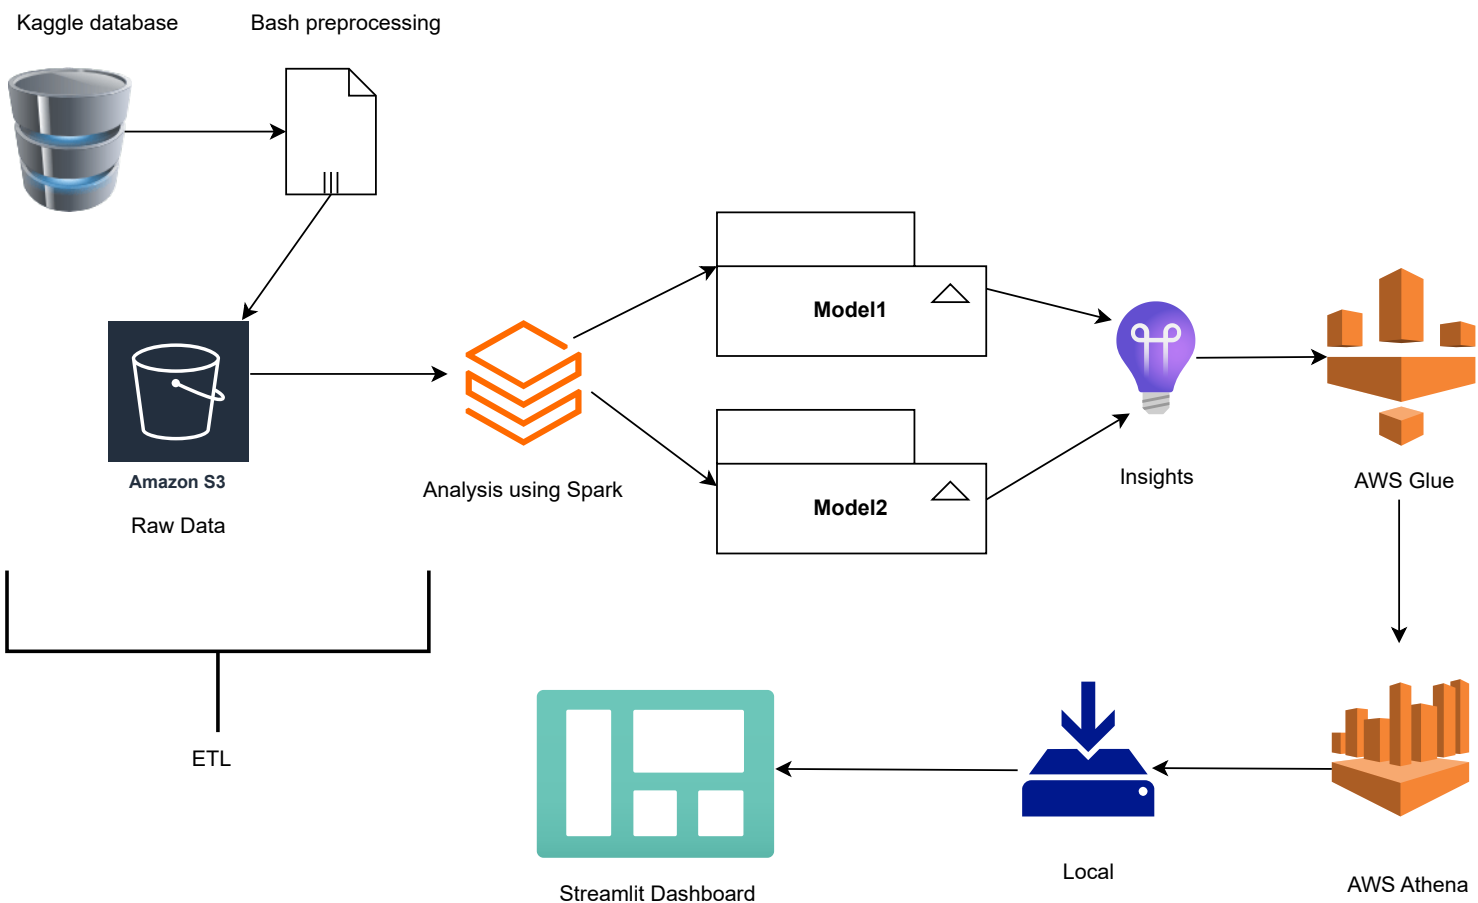 Kaggle database
Bash preprocessing
Amazon S3
Raw Data
Analysis using Spark
Model1
Model2
Insights
AWS Glue
ETL
Streamlit Dashboard
Local
AWS Athena